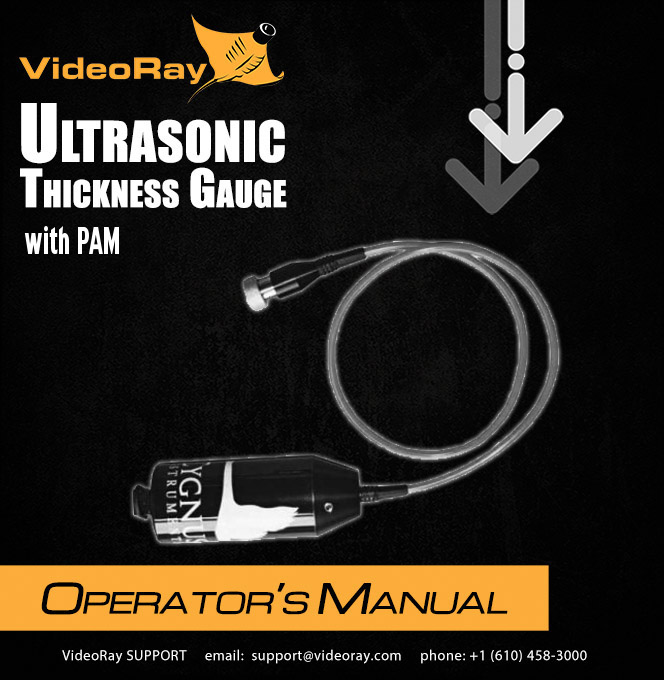 VideoRay
ULTRASONIC
THICKNESS GAUGE
with PAM
CYGNUS
OPERATOR'S MANUAL
VideoRay SUPPORT email: support@videoray.com phone: +1 (610) 458-3000